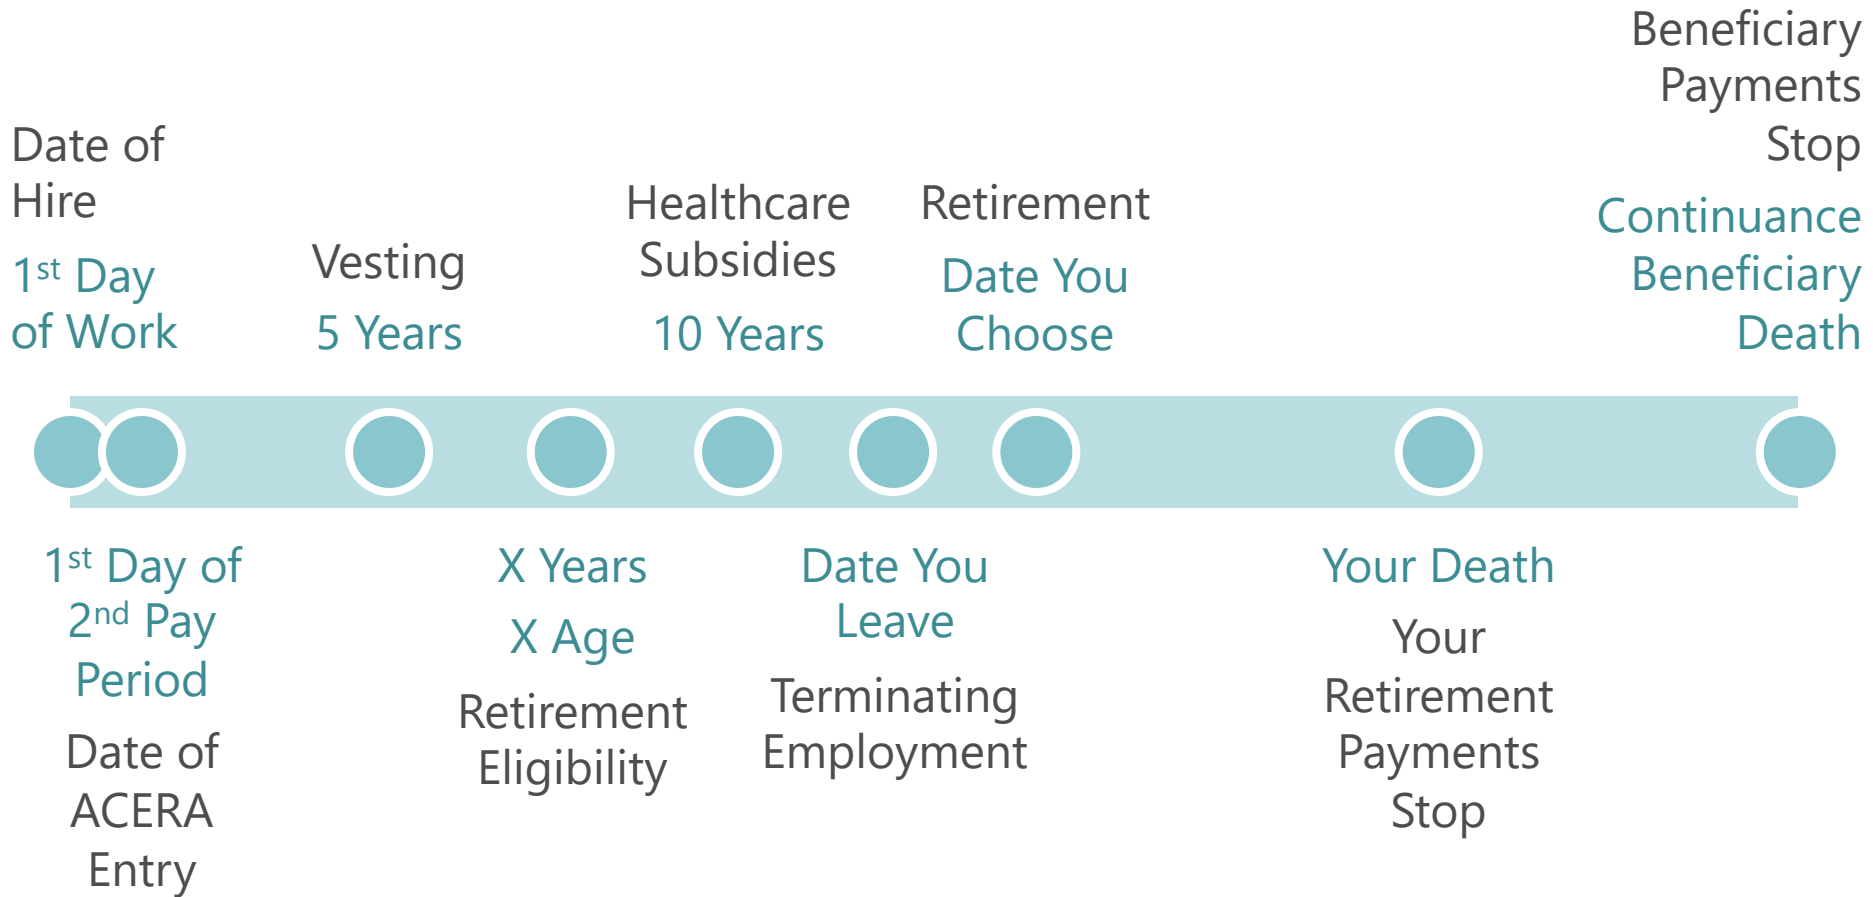 Date of
Hire
1st Day
of Work
1st Day of
2nd Pay
Period
Date of
ACERA
Entry
Vesting
5 Years
X Years
X Age
Retirement
Eligibility
Healthcare
Subsidies
10 Years
Date You
Leave
Terminating
Employment
Retirement
Date You
Choose
Your Death
Your
Retirement
Payments
Stop
Beneficiary
Payments
Stop
Continuance
Beneficiary
Death